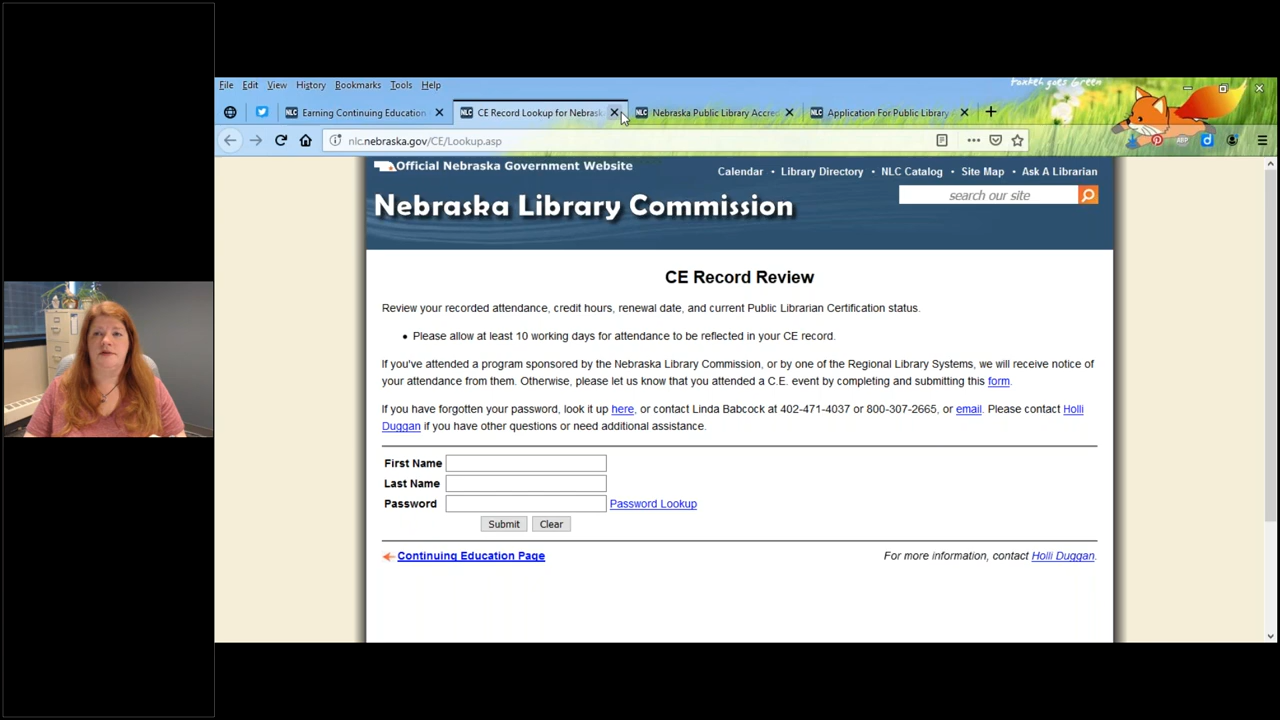 Foxkeh goes Green
File Edit View History Bookmarks Tools Help
NLC Earning Continuing Education
NLC CE Record Lookup for Nebrask
NLC Nebraska Public Library Accred
NLC Application For Public Library
nlc.nebraska.gov/CE/Lookup.asp
Official Nebraska Government Website
Calendar • Library Directory • NLC Catalog • Site Map • Ask A Librarian
search our site
Nebraska Library Commission
CE Record Review
Review your recorded attendance, credit hours, renewal date, and current Public Librarian Certification status.
• Please allow at least 10 working days for attendance to be reflected in your CE record.
If you've attended a program sponsored by the Nebraska Library Commission, or by one of the Regional Library Systems, we will receive notice of
your attendance from them. Otherwise, please let us know that you attended a C.E. event by completing and submitting this form.
If you have forgotten your password, look it up here, or contact Linda Babcock at 402-471-4037 or 800-307-2665, or email. Please contact Holli
Duggan if you have other questions or need additional assistance.
First Name
Last Name
Password Password Lookup
Submit Clear
Continuing Education Page
For more information, contact Holli Duggan.